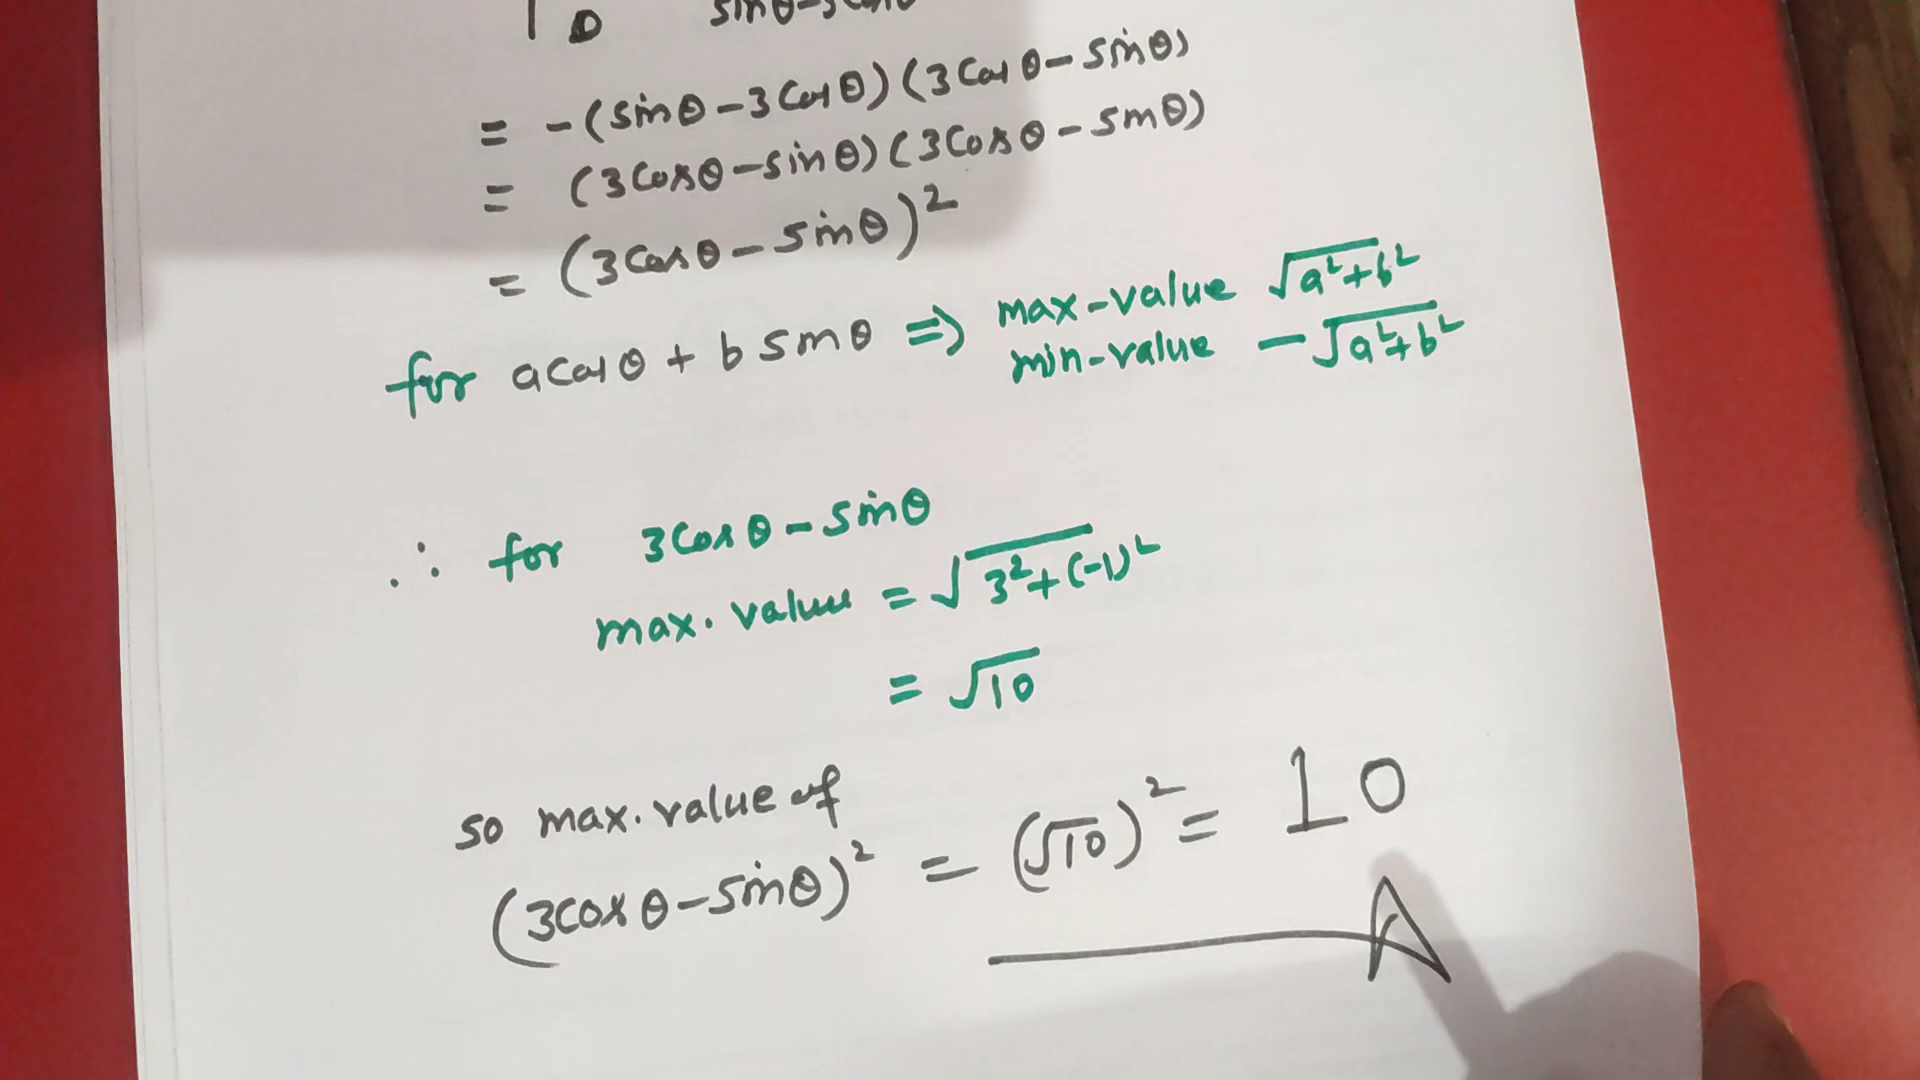 = -(sinθ-3cosθ)(3cosθ-sinθ)
= (3cosθ-sinθ)(3cosθ-sinθ)
= (3cosθ-sinθ)²
for acosθ + bsinθ ⇒ max-value √a²+b²
min-value -√a²+b²
∴ for 3cosθ-sinθ
max. value = √3²+(-1)²
= √10
so max. value of
(3cosθ-sinθ)² = (√10)² = 10
A